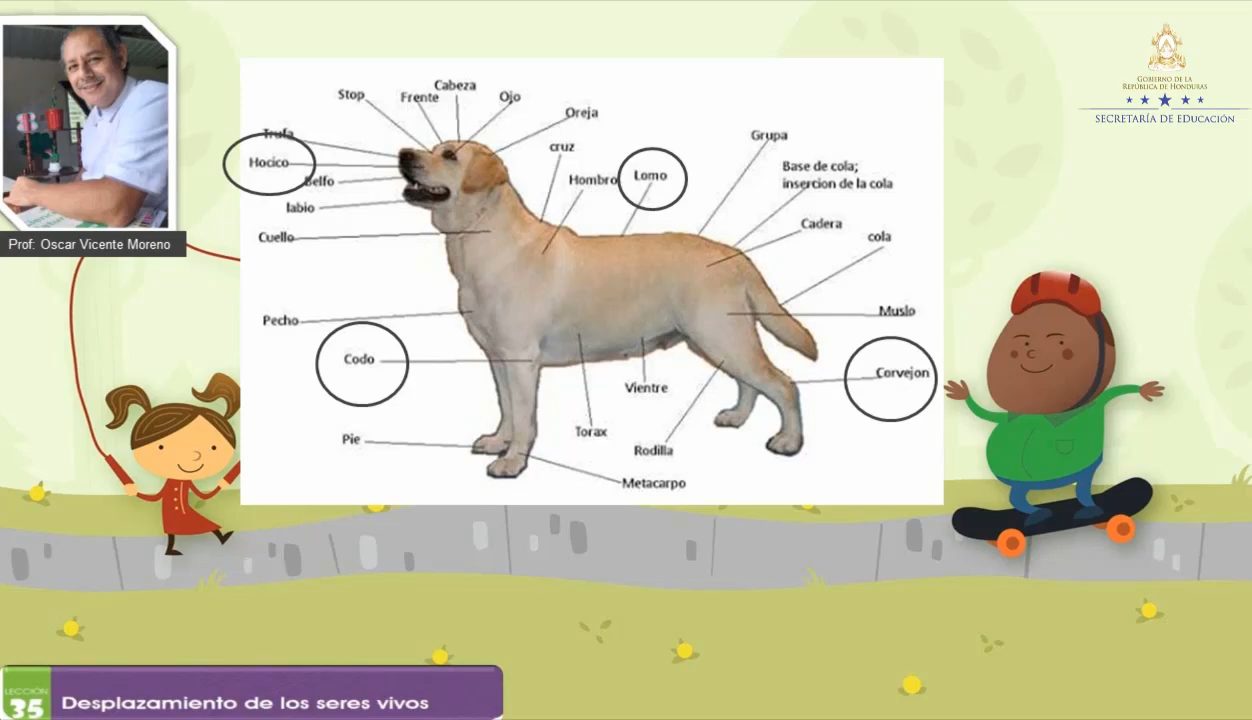 GOBIERNO DE LA
REPÚBLICA DE HONDURAS
SECRETARÍA DE EDUCACIÓN
Prof: Oscar Vicente Moreno
Stop
Frente
Cabeza
Ojo
Oreja
Trufa
Hocico
Belfo
labio
Cuello
cruz
Hombro
Lomo
Grupa
Base de cola;
insercion de la cola
Cadera
cola
Pecho
Muslo
Codo
Corvejon
Vientre
Torax
Pie
Rodilla
Metacarpo
LECCIÓN
35
Desplazamiento de los seres vivos